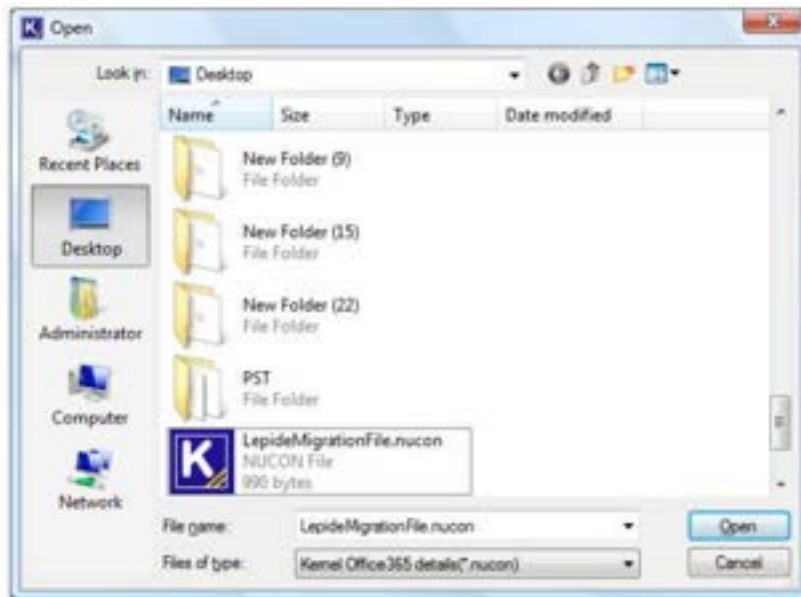 K Open
Look in: Desktop
Name Size Type Date modified
Recent Places
Desktop
Administrator
Computer
Network
New Folder (9)
File Folder
New Folder (15)
File Folder
New Folder (22)
File Folder
PST
File Folder
K
LepideMigrationFile.nucon
NUCON File
990 bytes
File name: LepideMigrationFile.nucon Open
Files of type: Kernel Office365 details(*.nucon) Cancel